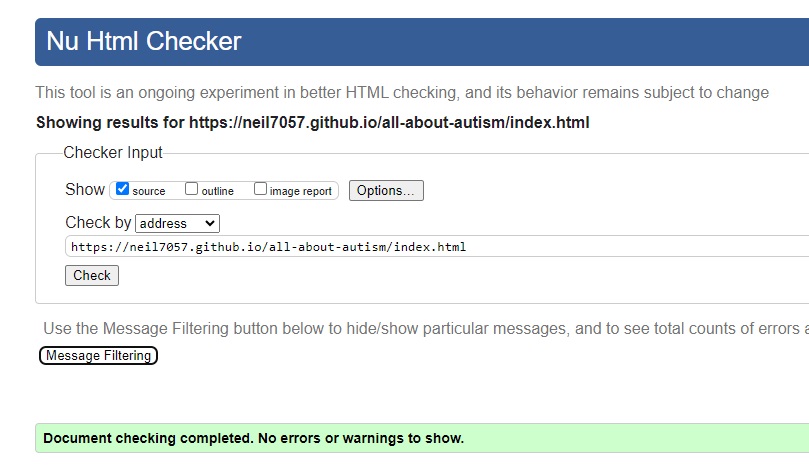 Nu Html Checker
This tool is an ongoing experiment in better HTML checking, and its behavior remains subject to change
Showing results for https://neil7057.github.io/all-about-autism/index.html
Checker Input
Show source outline image report Options...
Check by address
https://neil7057.github.io/all-about-autism/index.html
Check
Use the Message Filtering button below to hide/show particular messages, and to see total counts of errors
Message Filtering
Document checking completed. No errors or warnings to show.